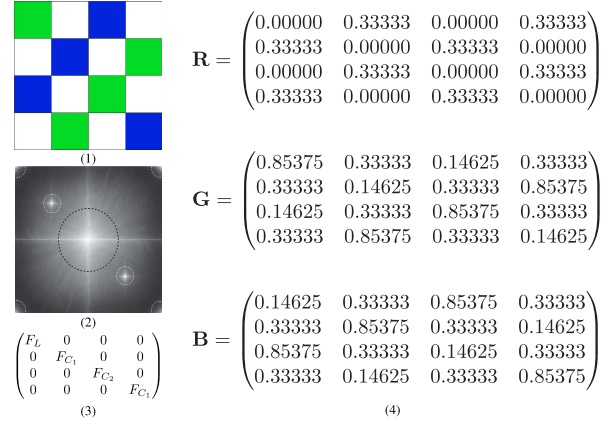 (1)
(2)
F_L 0 0 0
0 F_{C_1} 0 0
0 0 F_{C_2} 0
0 0 0 F_{C_1}
(3)
R =
0.00000 0.33333 0.00000 0.33333
0.33333 0.00000 0.33333 0.00000
0.00000 0.33333 0.00000 0.33333
0.33333 0.00000 0.33333 0.00000
G =
0.85375 0.33333 0.14625 0.33333
0.33333 0.14625 0.33333 0.85375
0.14625 0.33333 0.85375 0.33333
0.33333 0.85375 0.33333 0.14625
B =
0.14625 0.33333 0.85375 0.33333
0.33333 0.85375 0.33333 0.14625
0.85375 0.33333 0.14625 0.33333
0.33333 0.14625 0.33333 0.85375
(4)